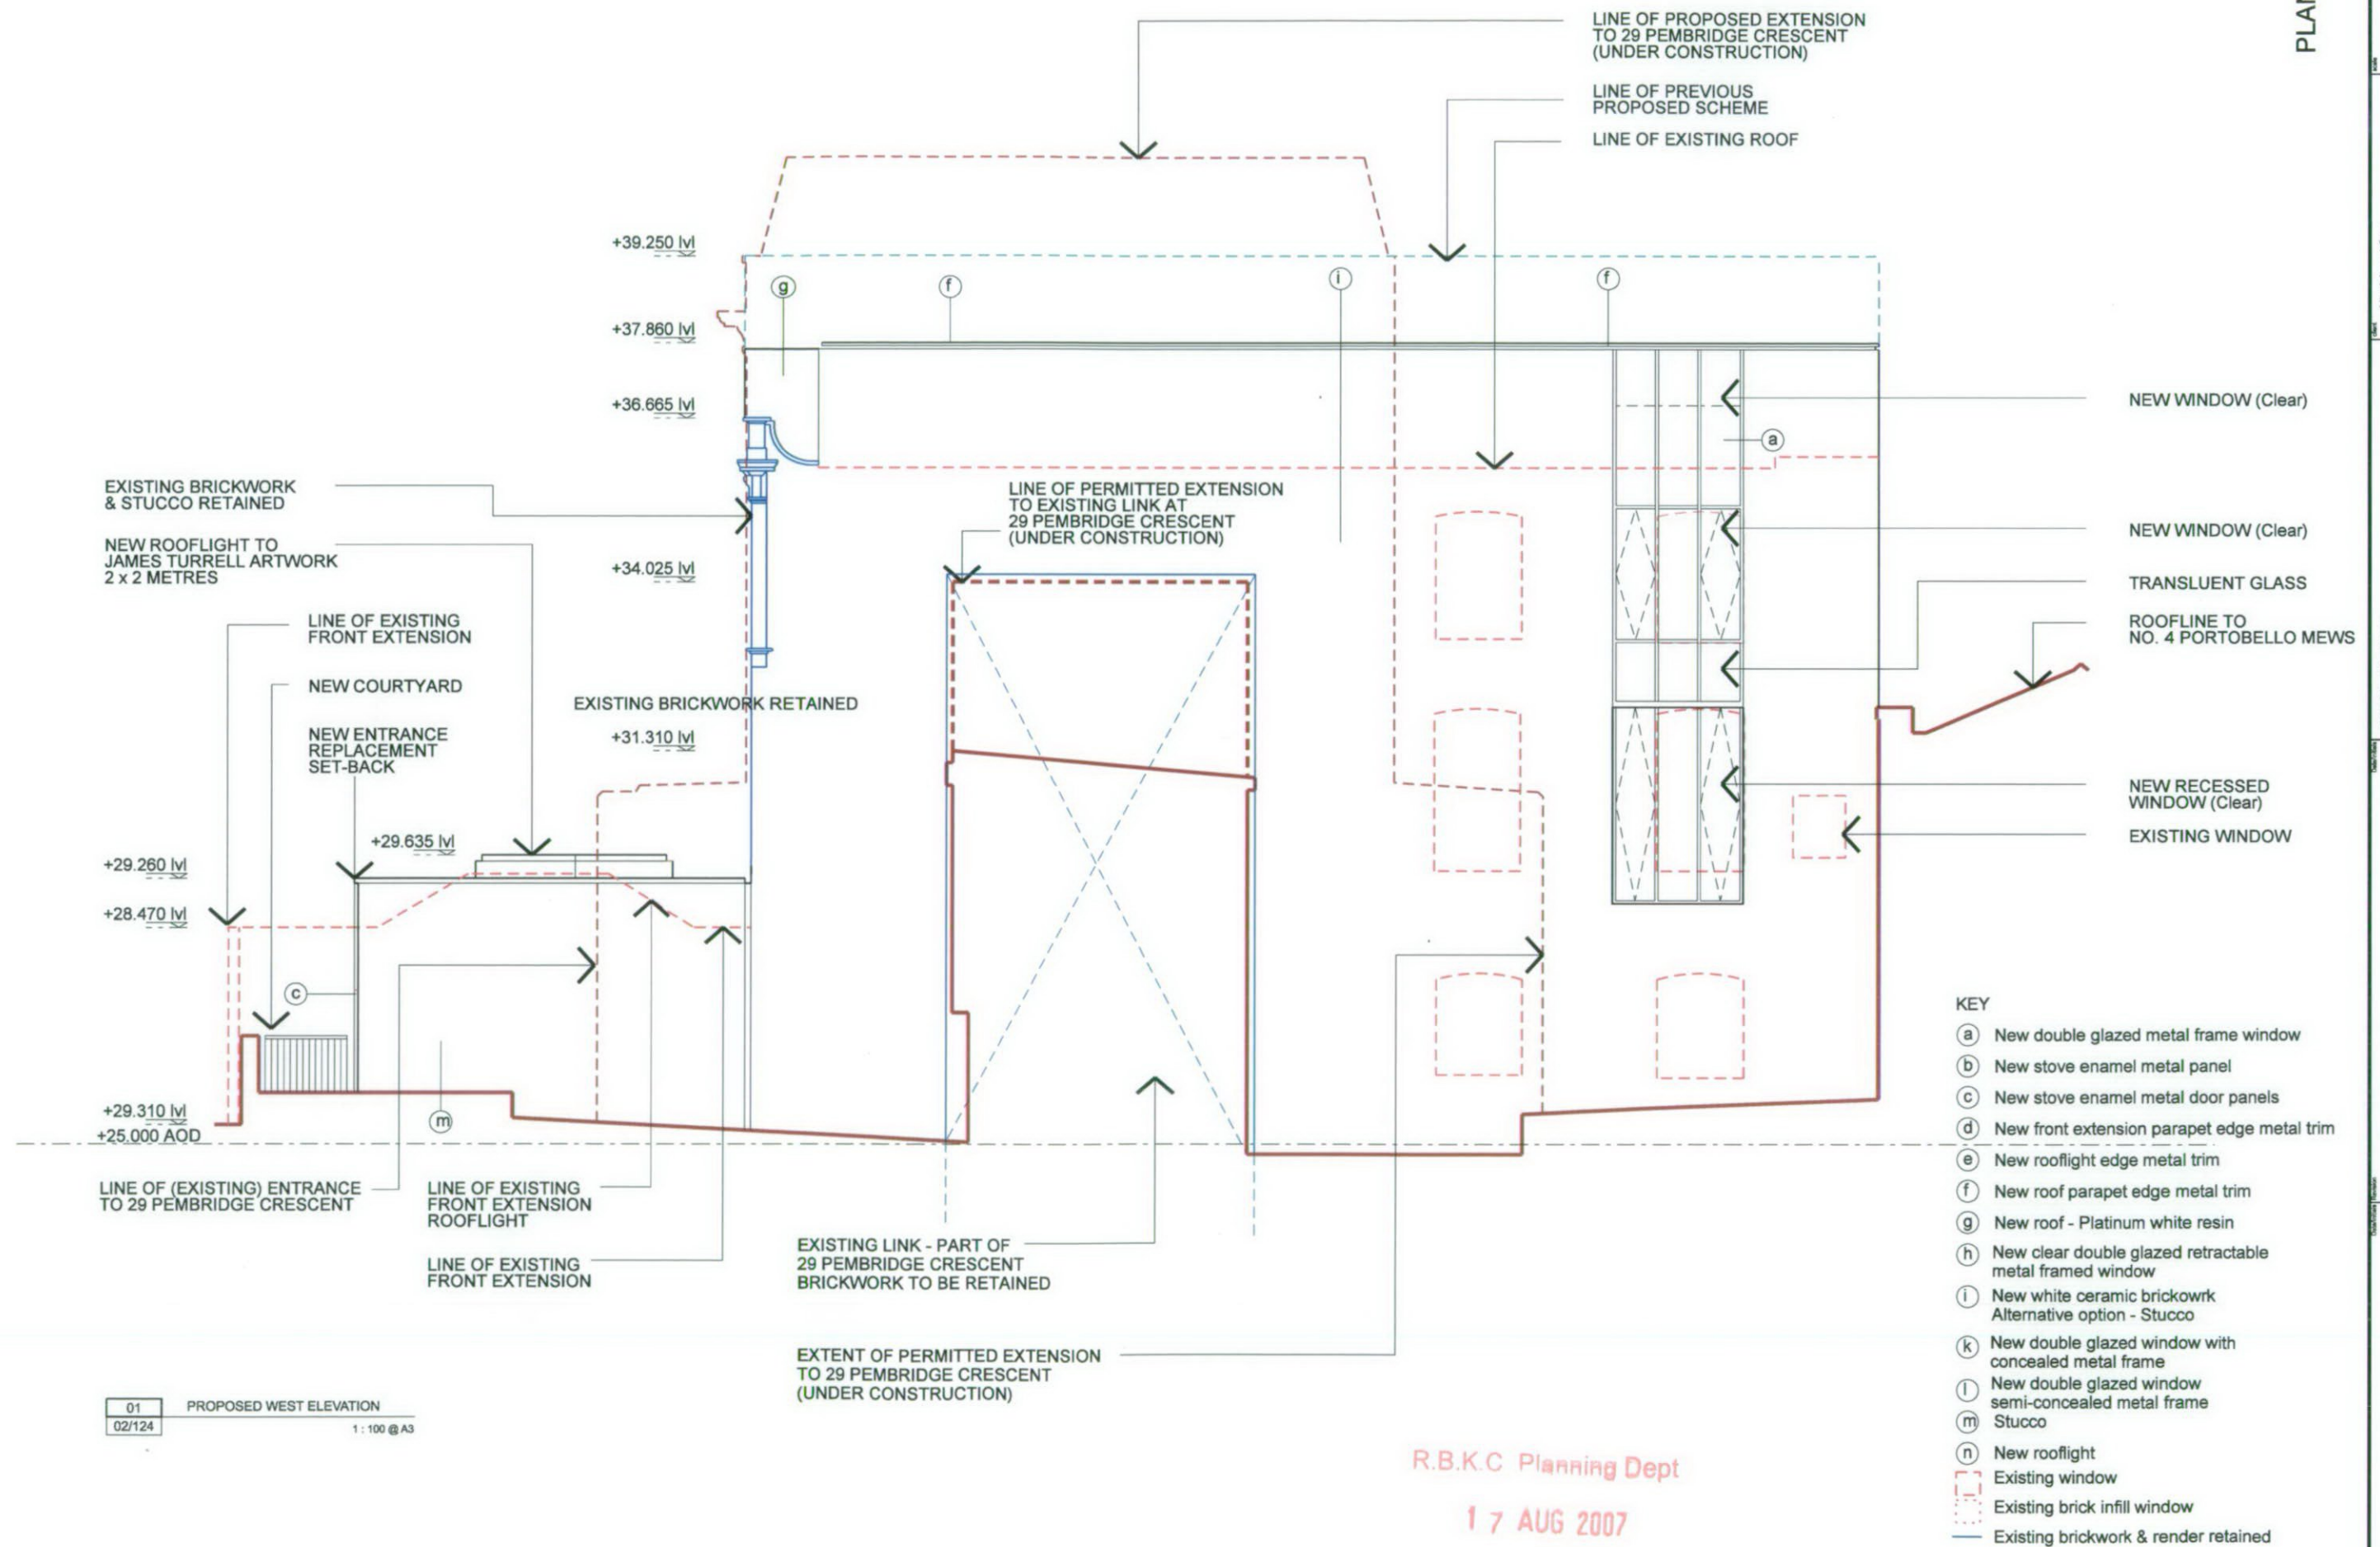 PLAN
LINE OF PROPOSED EXTENSION
TO 29 PEMBRIDGE CRESCENT
(UNDER CONSTRUCTION)
LINE OF PREVIOUS
PROPOSED SCHEME
LINE OF EXISTING ROOF
+39.250 lvl
g
f
i
f
+37.860 lvl
+36.665 lvl
NEW WINDOW (Clear)
a
EXISTING BRICKWORK
& STUCCO RETAINED
LINE OF PERMITTED EXTENSION
TO EXISTING LINK AT
29 PEMBRIDGE CRESCENT
(UNDER CONSTRUCTION)
NEW WINDOW (Clear)
NEW ROOFLIGHT TO
JAMES TURRELL ARTWORK
2 x 2 METRES
+34.025 lvl
TRANSLUENT GLASS
LINE OF EXISTING
FRONT EXTENSION
ROOFLINE TO
NO. 4 PORTOBELLO MEWS
NEW COURTYARD
EXISTING BRICKWORK RETAINED
+31.310 lvl
NEW ENTRANCE
REPLACEMENT
SET-BACK
NEW RECESSED
WINDOW (Clear)
EXISTING WINDOW
+29.635 lvl
+29.260 lvl
+28.470 lvl
c
m
+29.310 lvl
+25.000 AOD
LINE OF (EXISTING) ENTRANCE
TO 29 PEMBRIDGE CRESCENT
LINE OF EXISTING
FRONT EXTENSION
ROOFLIGHT
LINE OF EXISTING
FRONT EXTENSION
EXISTING LINK - PART OF
29 PEMBRIDGE CRESCENT
BRICKWORK TO BE RETAINED
EXTENT OF PERMITTED EXTENSION
TO 29 PEMBRIDGE CRESCENT
(UNDER CONSTRUCTION)
KEY
a New double glazed metal frame window
b New stove enamel metal panel
c New stove enamel metal door panels
d New front extension parapet edge metal trim
e New rooflight edge metal trim
f New roof parapet edge metal trim
g New roof - Platinum white resin
h New clear double glazed retractable
metal framed window
i New white ceramic brickowrk
Alternative option - Stucco
k New double glazed window with
concealed metal frame
l New double glazed window
semi-concealed metal frame
m Stucco
n New rooflight
Existing window
Existing brick infill window
Existing brickwork & render retained
01
02/124
PROPOSED WEST ELEVATION
1 : 100 @ A3
R.B.K.C Planning Dept
17 AUG 2007